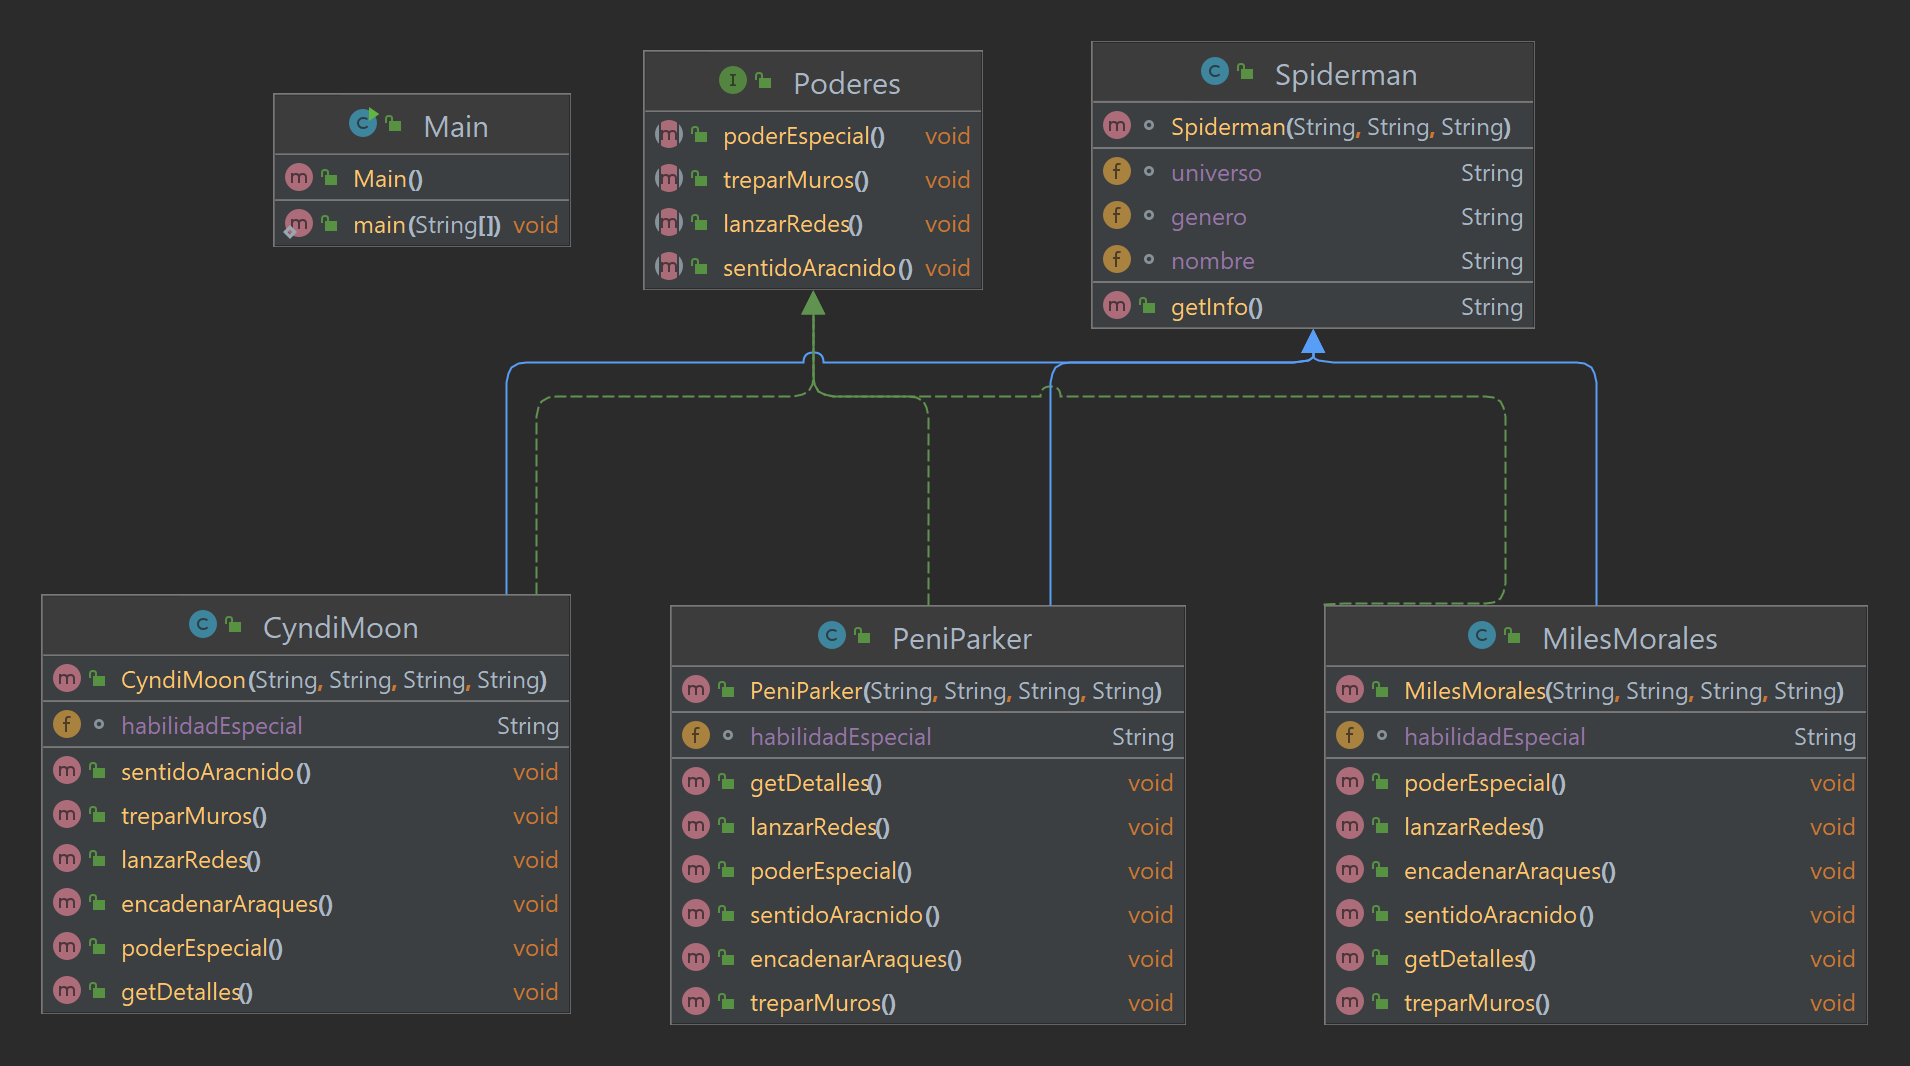 Main
Main()
main(String[]) void
Poderes
poderEspecial() void
treparMuros() void
lanzarRedes() void
sentidoAracnido() void
Spiderman
Spiderman(String, String, String)
universo String
genero String
nombre String
getInfo() String
CyndiMoon
CyndiMoon(String, String, String, String)
habilidadEspecial String
sentidoAracnido() void
treparMuros() void
lanzarRedes() void
encadenarAraques() void
poderEspecial() void
getDetalles() void
PeniParker
PeniParker(String, String, String, String)
habilidadEspecial String
getDetalles() void
lanzarRedes() void
poderEspecial() void
sentidoAracnido() void
encadenarAraques() void
treparMuros() void
MilesMorales
MilesMorales(String, String, String, String)
habilidadEspecial String
poderEspecial() void
lanzarRedes() void
encadenarAraques() void
sentidoAracnido() void
getDetalles() void
treparMuros() void